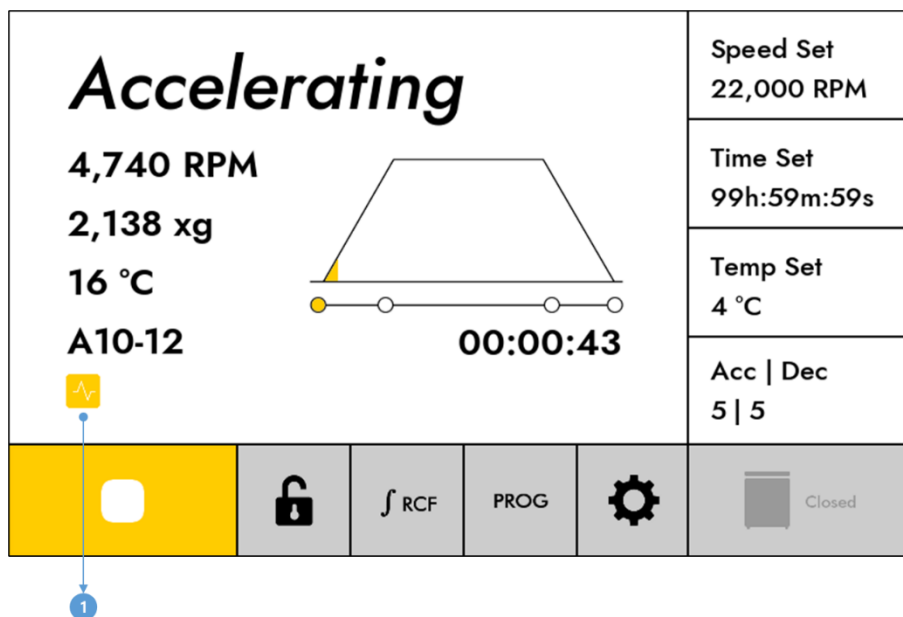 Accelerating
4,740 RPM
2,138 xg
16 °C
A10-12
00:00:43
Speed Set
22,000 RPM
Time Set
99h:59m:59s
Temp Set
4 °C
Acc | Dec
5 | 5
∫ RCF
PROG
Closed
1